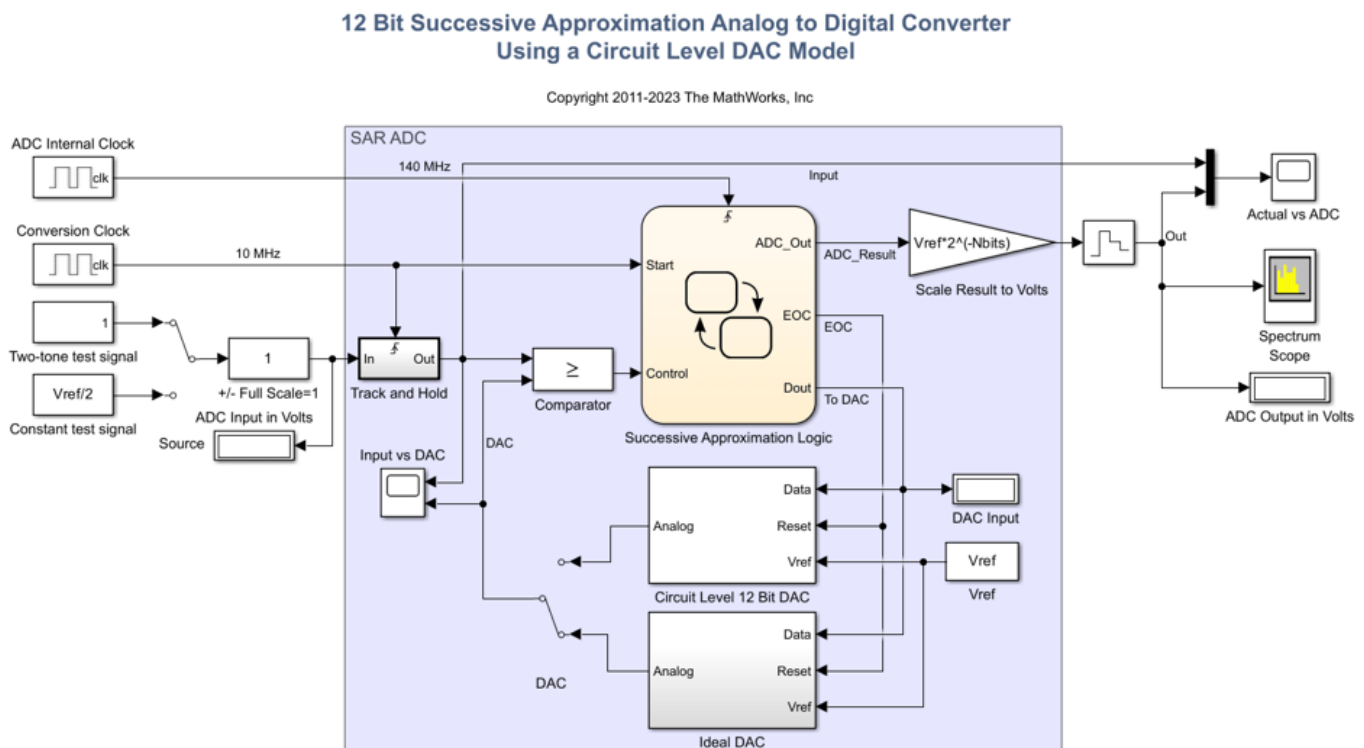 12 Bit Successive Approximation Analog to Digital Converter
Using a Circuit Level DAC Model
Copyright 2011-2023 The MathWorks, Inc
SAR ADC
ADC Internal Clock
clk
140 MHz
Input
Actual vs ADC
Conversion Clock
clk
10 MHz
Start
ADC_Out
ADC_Result
Vref*2^(-Nbits)
Scale Result to Volts
Out
1
Two-tone test signal
Vref/2
Constant test signal
1
+/- Full Scale=1
ADC Input in Volts
Source
In
Out
Track and Hold
≥
Comparator
Control
EOC
EOC
Dout
To DAC
Successive Approximation Logic
Spectrum
Scope
ADC Output in Volts
Input vs DAC
DAC
Data
Analog
Reset
Vref
Circuit Level 12 Bit DAC
DAC Input
Vref
Vref
DAC
Data
Analog
Reset
Vref
Ideal DAC